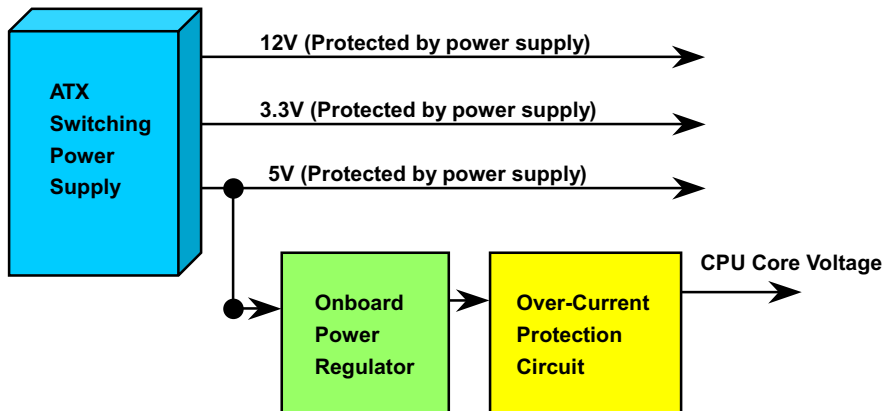 12V (Protected by power supply)
ATX
Switching
Power
Supply
3.3V (Protected by power supply)
5V (Protected by power supply)
CPU Core Voltage
Onboard
Power
Regulator
Over-Current
Protection
Circuit